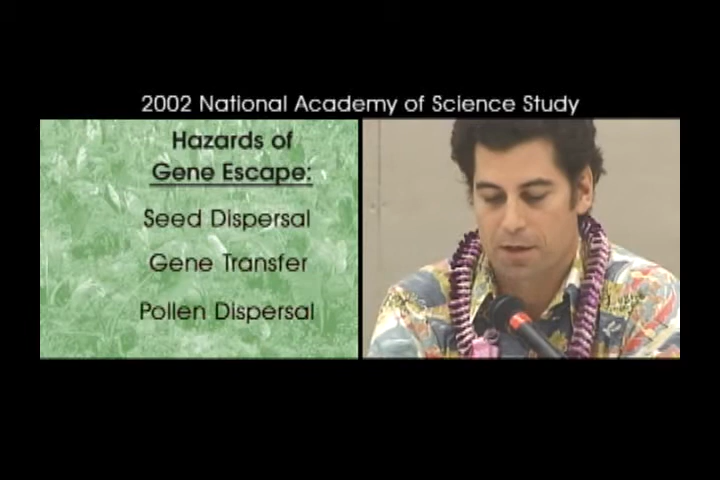 2002 National Academy of Science Study
Hazards of
Gene Escape:
Seed Dispersal
Gene Transfer
Pollen Dispersal